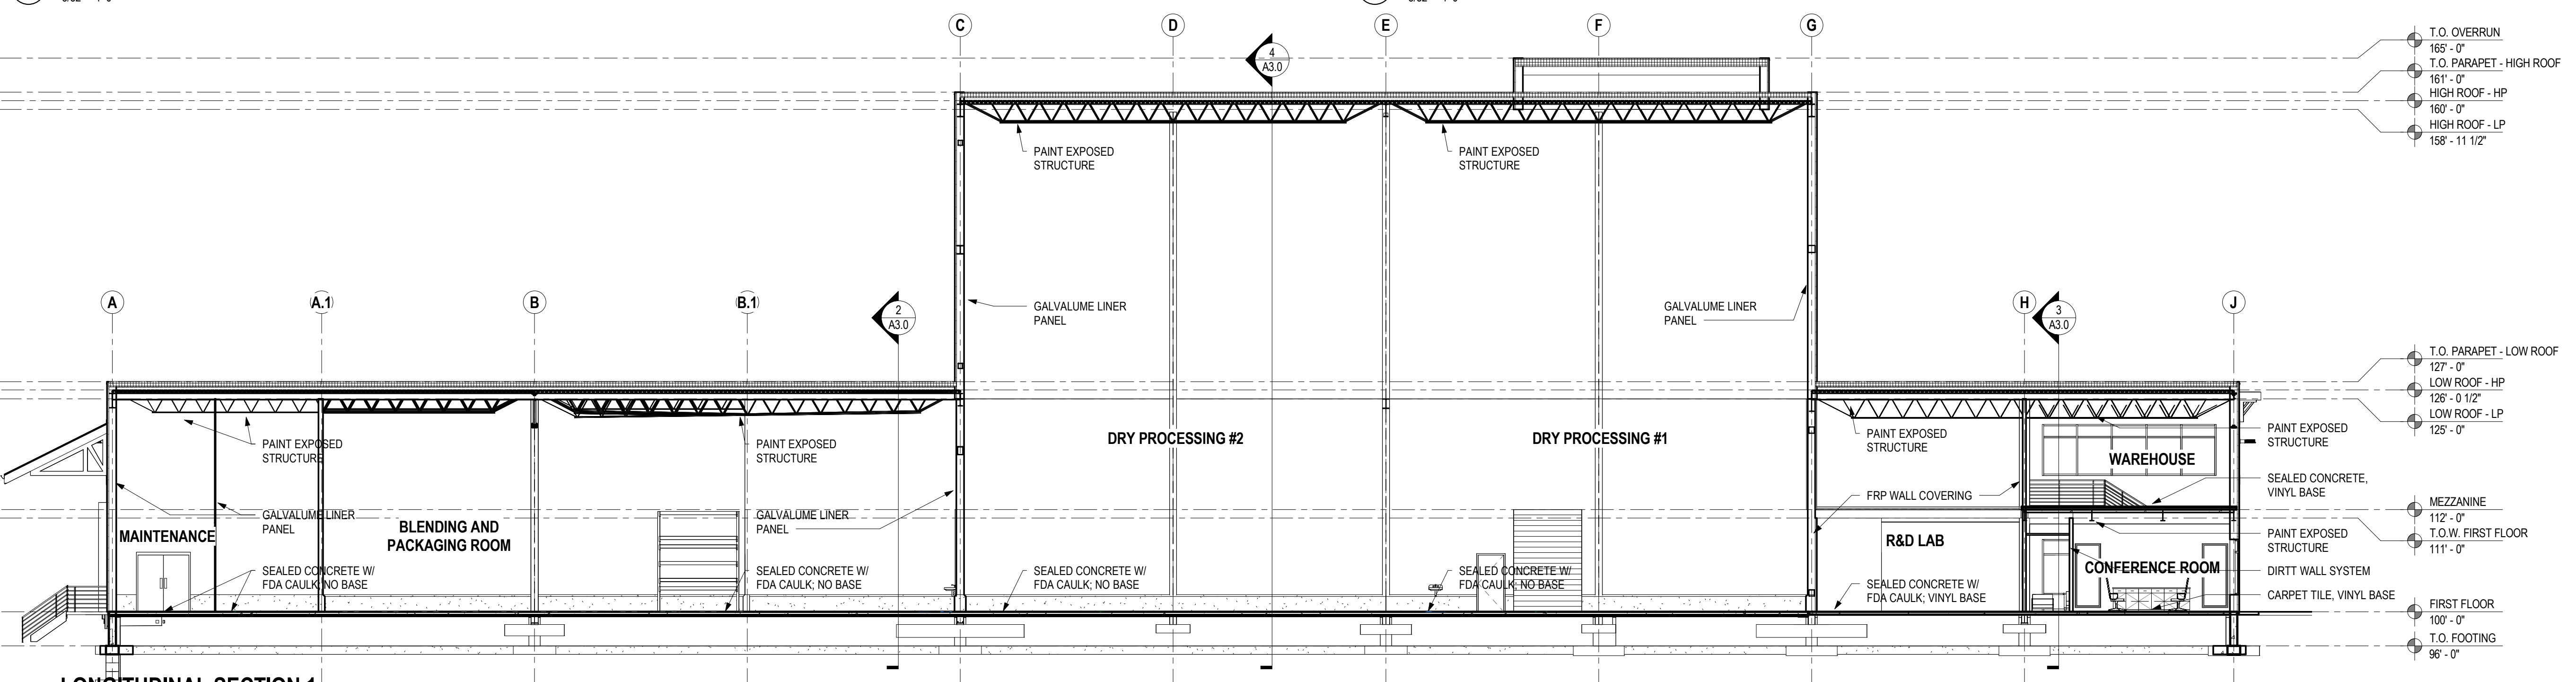 C
D
E
F
G
4
A3.0
T.O. OVERRUN
165' - 0"
T.O. PARAPET - HIGH ROOF
161' - 0"
HIGH ROOF - HP
160' - 0"
HIGH ROOF - LP
158' - 11 1/2"
PAINT EXPOSED
STRUCTURE
PAINT EXPOSED
STRUCTURE
A
A.1
B
B.1
2
A3.0
GALVALUME LINER
PANEL
GALVALUME LINER
PANEL
H
3
A3.0
J
T.O. PARAPET - LOW ROOF
127' - 0"
LOW ROOF - HP
126' - 0 1/2"
LOW ROOF - LP
125' - 0"
PAINT EXPOSED
STRUCTURE
PAINT EXPOSED
STRUCTURE
DRY PROCESSING #2
DRY PROCESSING #1
PAINT EXPOSED
STRUCTURE
PAINT EXPOSED
STRUCTURE
WAREHOUSE
SEALED CONCRETE,
VINYL BASE
FRP WALL COVERING
MEZZANINE
112' - 0"
T.O.W. FIRST FLOOR
111' - 0"
MAINTENANCE
GALVALUME LINER
PANEL
BLENDING AND
PACKAGING ROOM
GALVALUME LINER
PANEL
R&D LAB
PAINT EXPOSED
STRUCTURE
CONFERENCE ROOM
DIRTT WALL SYSTEM
SEALED CONCRETE W/
FDA CAULK; NO BASE
SEALED CONCRETE W/
FDA CAULK; NO BASE
SEALED CONCRETE W/
FDA CAULK; NO BASE
SEALED CONCRETE W/
FDA CAULK; NO BASE
SEALED CONCRETE W/
FDA CAULK; VINYL BASE
CARPET TILE, VINYL BASE
FIRST FLOOR
100' - 0"
T.O. FOOTING
96' - 0"
LONGITUDINAL SECTION 1